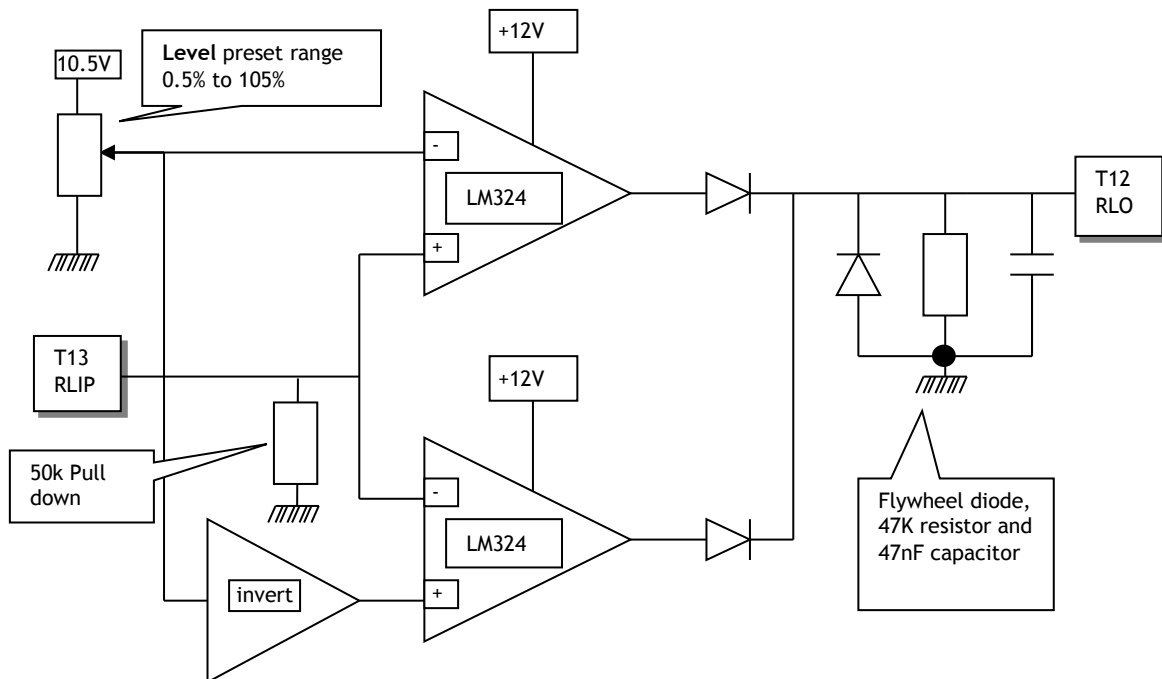 +12V
10.5V
Level preset range
0.5% to 105%
-
LM324
+
T12
RLO
T13
RLIP
+12V
50k Pull
down
-
LM324
+
invert
Flywheel diode,
47K resistor and
47nF capacitor